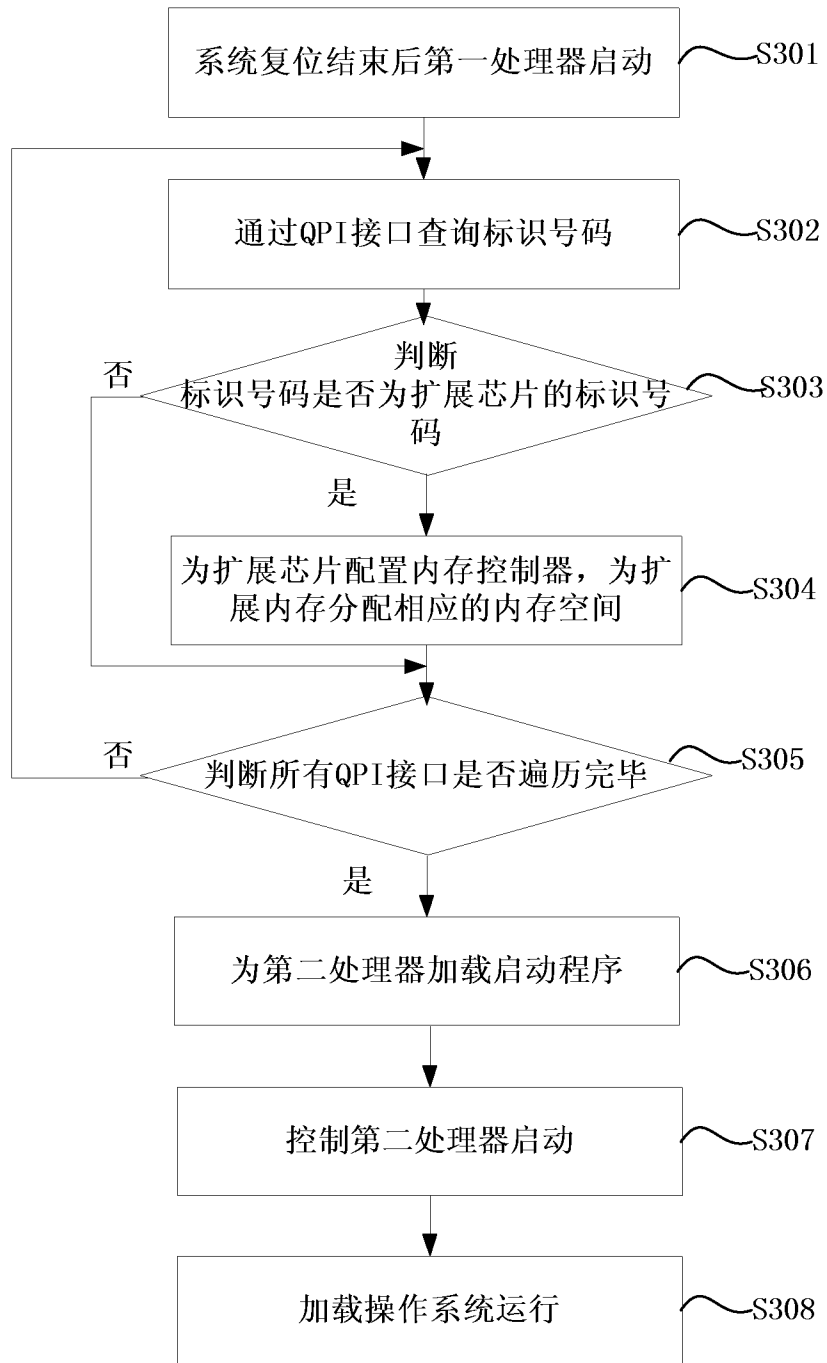 系统复位结束后第一处理器启动
S301
通过QPI接口查询标识号码
S302
判断
标识号码是否为扩展芯片的标识号
码
S303
否
是
为扩展芯片配置内存控制器，为扩
展内存分配相应的内存空间
S304
判断所有QPI接口是否遍历完毕
S305
否
是
为第二处理器加载启动程序
S306
控制第二处理器启动
S307
加载操作系统运行
S308